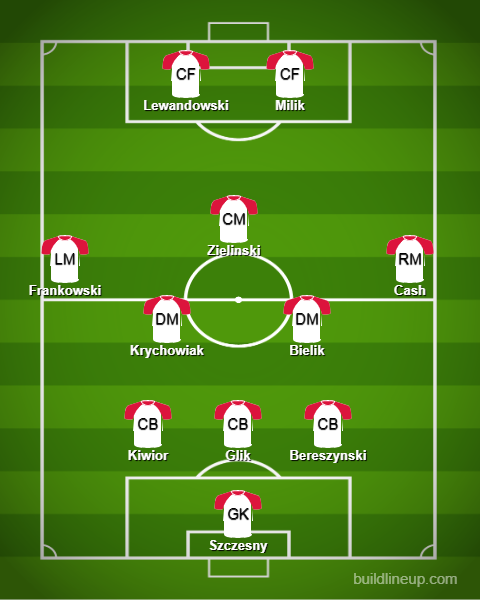 CF CF
Lewandowski Milik
CM
Zielinski
LM RM
Frankowski Cash
DM DM
Krychowiak Bielik
CB CB CB
Kiwior Glik Bereszynski
GK
Szczesny
buildlineup.com